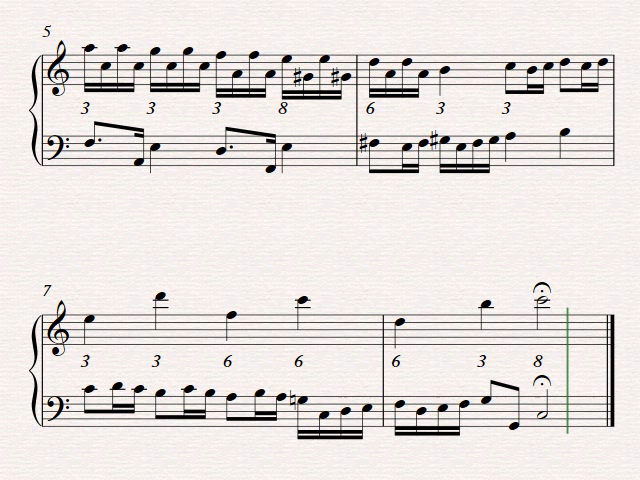 5
3 3 3 8 6 3 3
7
3 3 6 6 6 3 8